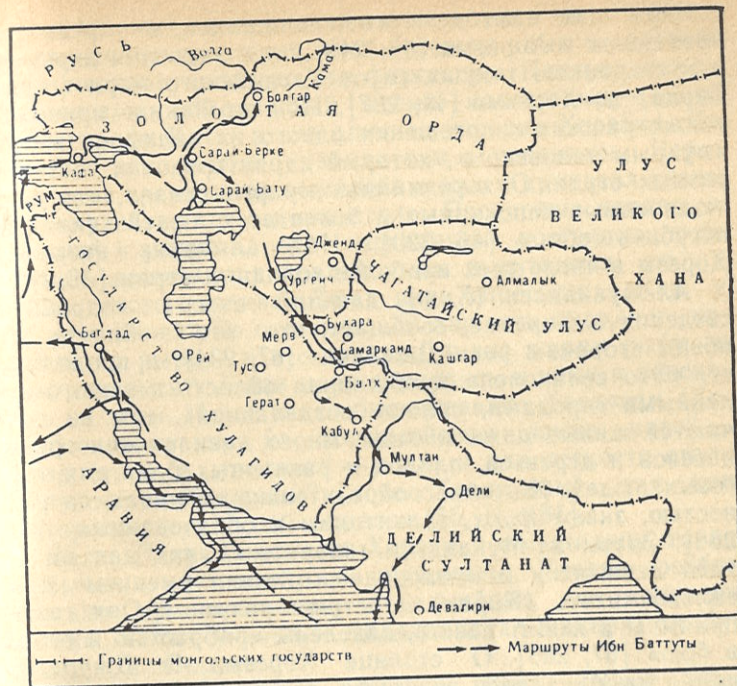 РУСЬ
Волга
Кама
Болгар
ЗОЛОТАЯ ОРДА
Сарай-Берке
Кафа
Сарай-Бату
РУМ
УЛУС
ВЕЛИКОГО
ХАНА
Дженд
Ургенч
Алмалык
ЧАГАТАЙСКИЙ УЛУС
Бухара
Мерв
Самарканд
Кашгар
Багдад
Рей
Тус
Балх
Герат
Кабул
ХУЛАГИДОВ
Мултан
Дели
АРАВИЯ
ДЕЛИЙСКИЙ
СУЛТАНАТ
Девагири
Границы монгольских государств
Маршруты Ибн Баттуты